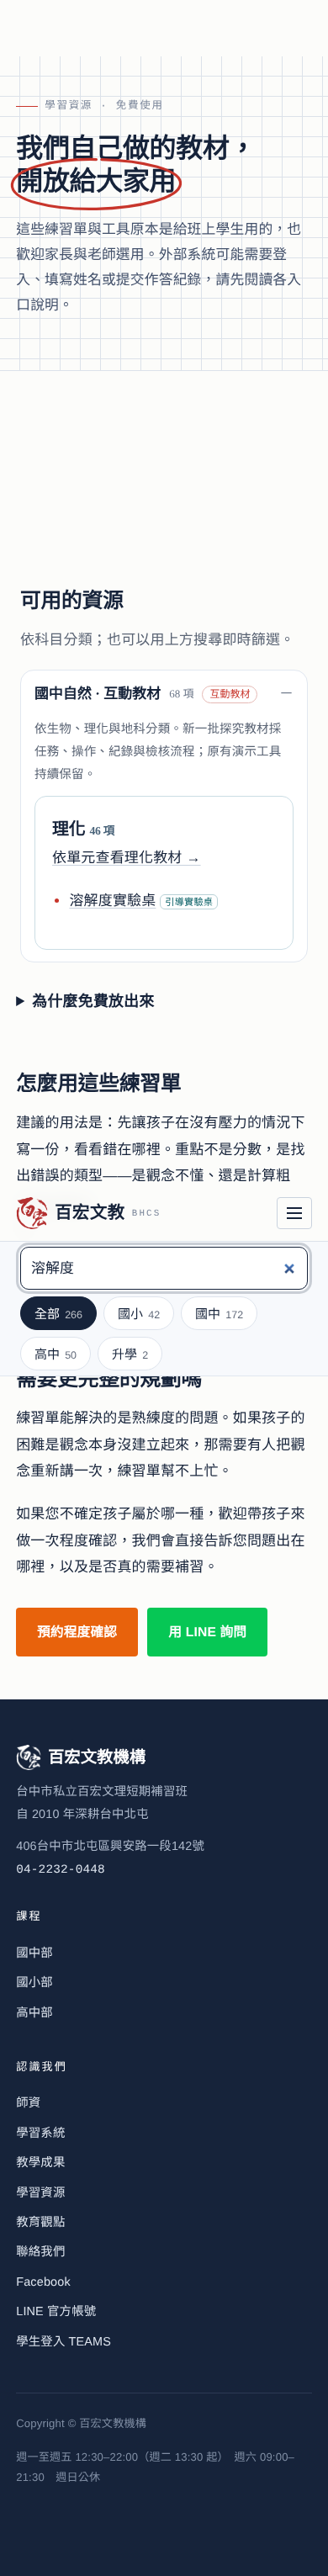 學習資源 · 免費使用
我們自己做的教材，
開放給大家用
這些練習單與工具原本是給班上學生用的，也
歡迎家長與老師選用。外部系統可能需要登
入、填寫姓名或提交作答紀錄，請先閱讀各入
口說明。
可用的資源
依科目分類；也可以用上方搜尋即時篩選。
國中自然 · 互動教材 68 項 互動教材 —
依生物、理化與地科分類。新一批探究教材採
任務、操作、紀錄與檢核流程；原有演示工具
持續保留。
理化 46 項
依單元查看理化教材 →
溶解度實驗桌 引導實驗桌
▶ 為什麼免費放出來
怎麼用這些練習單
建議的用法是：先讓孩子在沒有壓力的情況下
寫一份，看看錯在哪裡。重點不是分數，是找
出錯誤的類型——是觀念不懂、還是計算粗
百宏文教 BHCS
溶解度
全部 266 國小 42 國中 172
高中 50 升學 2
需要更完整的規劃嗎
練習單能解決的是熟練度的問題。如果孩子的
困難是觀念本身沒建立起來，那需要有人把觀
念重新講一次，練習單幫不上忙。
如果您不確定孩子屬於哪一種，歡迎帶孩子來
做一次程度確認，我們會直接告訴您問題出在
哪裡，以及是否真的需要補習。
預約程度確認 用 LINE 詢問
百宏文教機構
台中市私立百宏文理短期補習班
自 2010 年深耕台中北屯
406台中市北屯區興安路一段142號
04-2232-0448
課程
國中部
國小部
高中部
認識我們
師資
學習系統
教學成果
學習資源
教育觀點
聯絡我們
Facebook
LINE 官方帳號
學生登入 TEAMS
Copyright © 百宏文教機構
週一至週五 12:30–22:00（週二 13:30 起） 週六 09:00–
21:30 週日公休